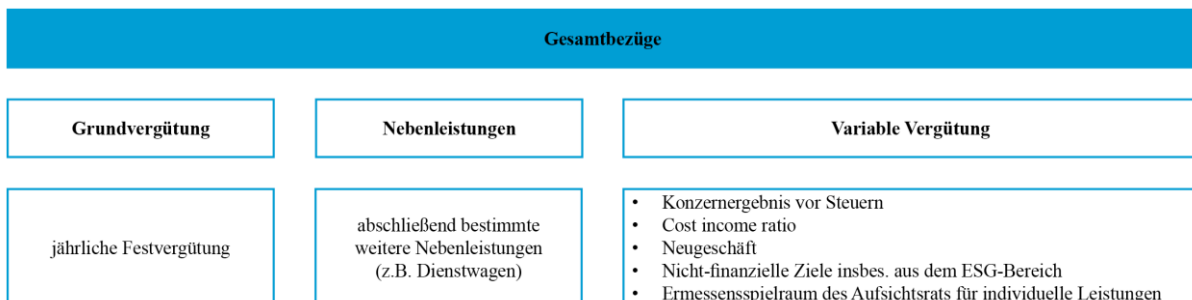 Gesamtbezüge
Grundvergütung
Nebenleistungen
Variable Vergütung
jährliche Festvergütung
abschließend bestimmte
weitere Nebenleistungen
(z.B. Dienstwagen)
• Konzernergebnis vor Steuern
• Cost income ratio
• Neugeschäft
• Nicht-finanzielle Ziele insbes. aus dem ESG-Bereich
• Ermessensspielraum des Aufsichtsrats für individuelle Leistungen